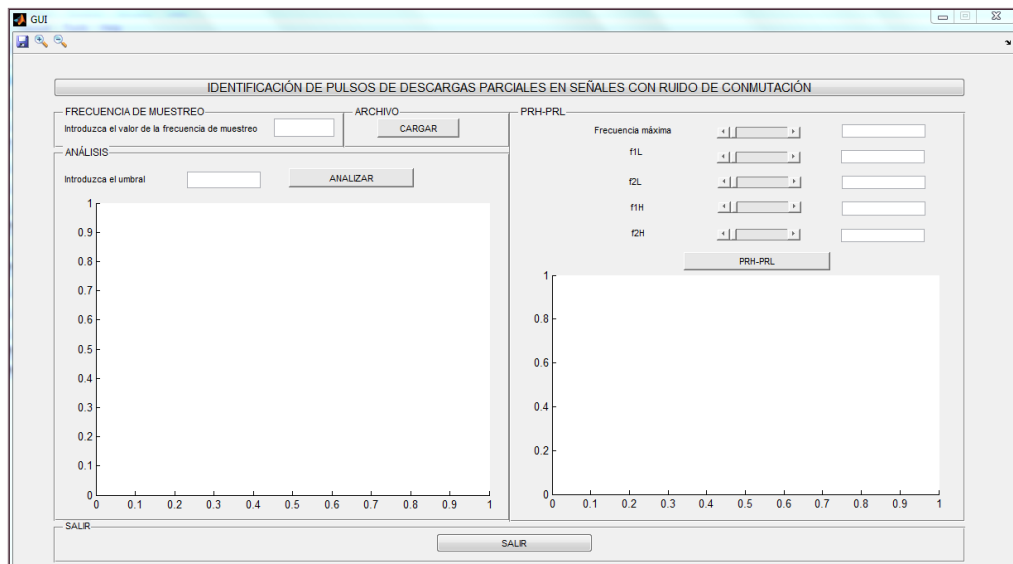 GUI
IDENTIFICACIÓN DE PULSOS DE DESCARGAS PARCIALES EN SEÑALES CON RUIDO DE CONMUTACIÓN
FRECUENCIA DE MUESTREO
Introduzca el valor de la frecuencia de muestreo
ARCHIVO
CARGAR
ANÁLISIS
Introduzca el umbral
ANALIZAR
1
0.9
0.8
0.7
0.6
0.5
0.4
0.3
0.2
0.1
0
0 0.1 0.2 0.3 0.4 0.5 0.6 0.7 0.8 0.9 1
PRH-PRL
Frecuencia máxima
f1L
f2L
f1H
f2H
PRH-PRL
1
0.8
0.6
0.4
0.2
0
0 0.1 0.2 0.3 0.4 0.5 0.6 0.7 0.8 0.9 1
SALIR
SALIR